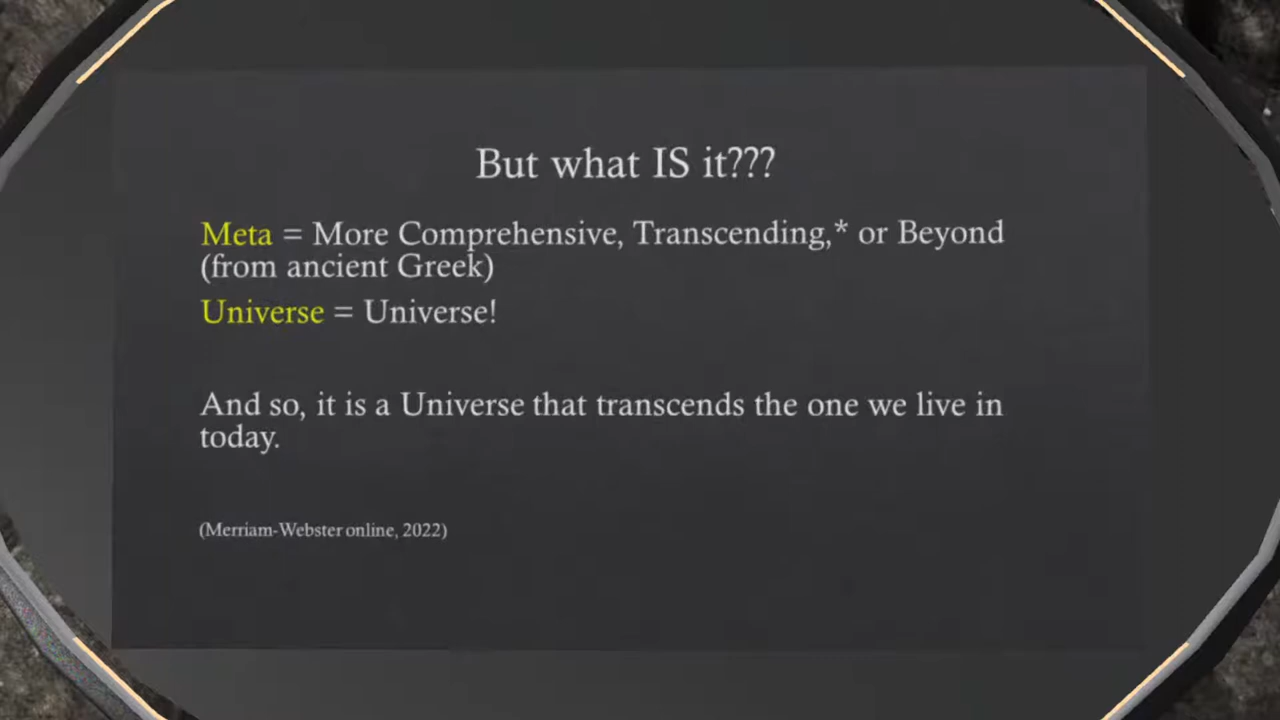 But what IS it???
Meta = More Comprehensive, Transcending,* or Beyond
(from ancient Greek)
Universe = Universe!
And so, it is a Universe that transcends the one we live in
today.
(Merriam-Webster online, 2022)